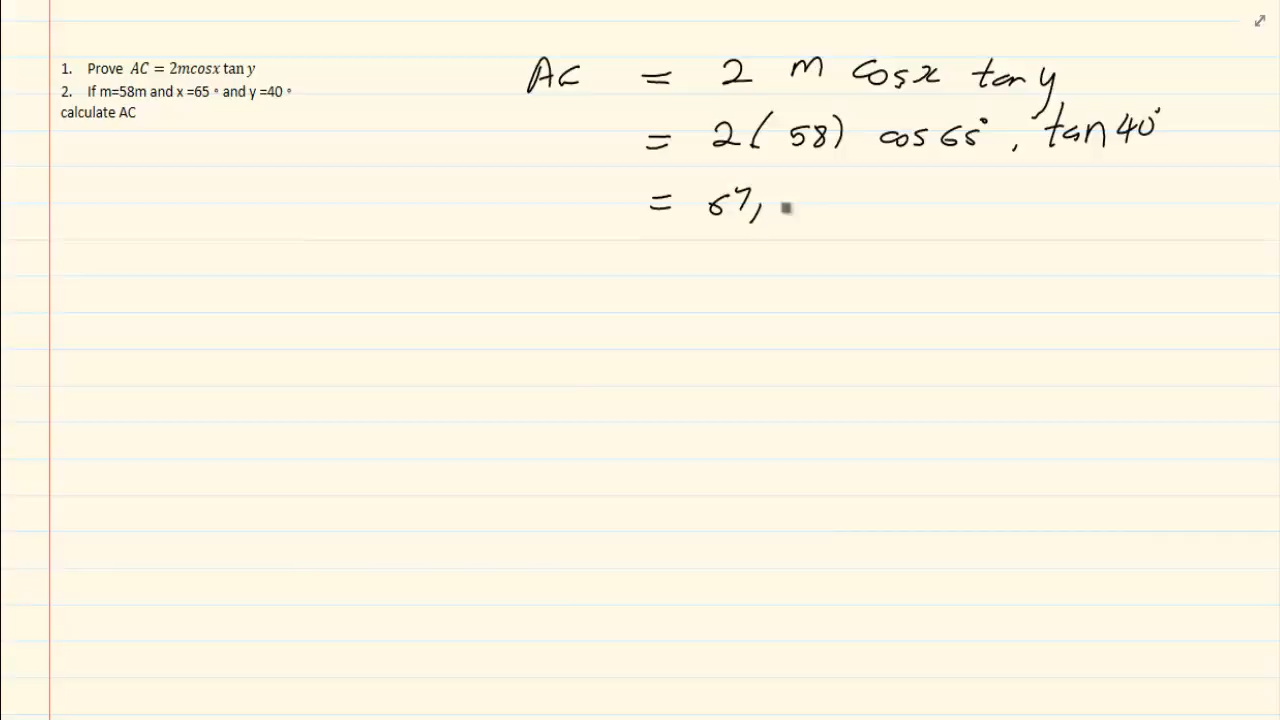 1. Prove AC = 2mcosx tan y
2. If m=58m and x =65 ° and y =40 °
calculate AC
AC = 2 m cosx tan y
= 2(58) cos 65° . tan 40°
= 67,